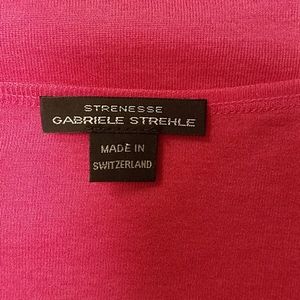 STRENESSE
GABRIELE STREHLE
MADE IN
SWITZERLAND